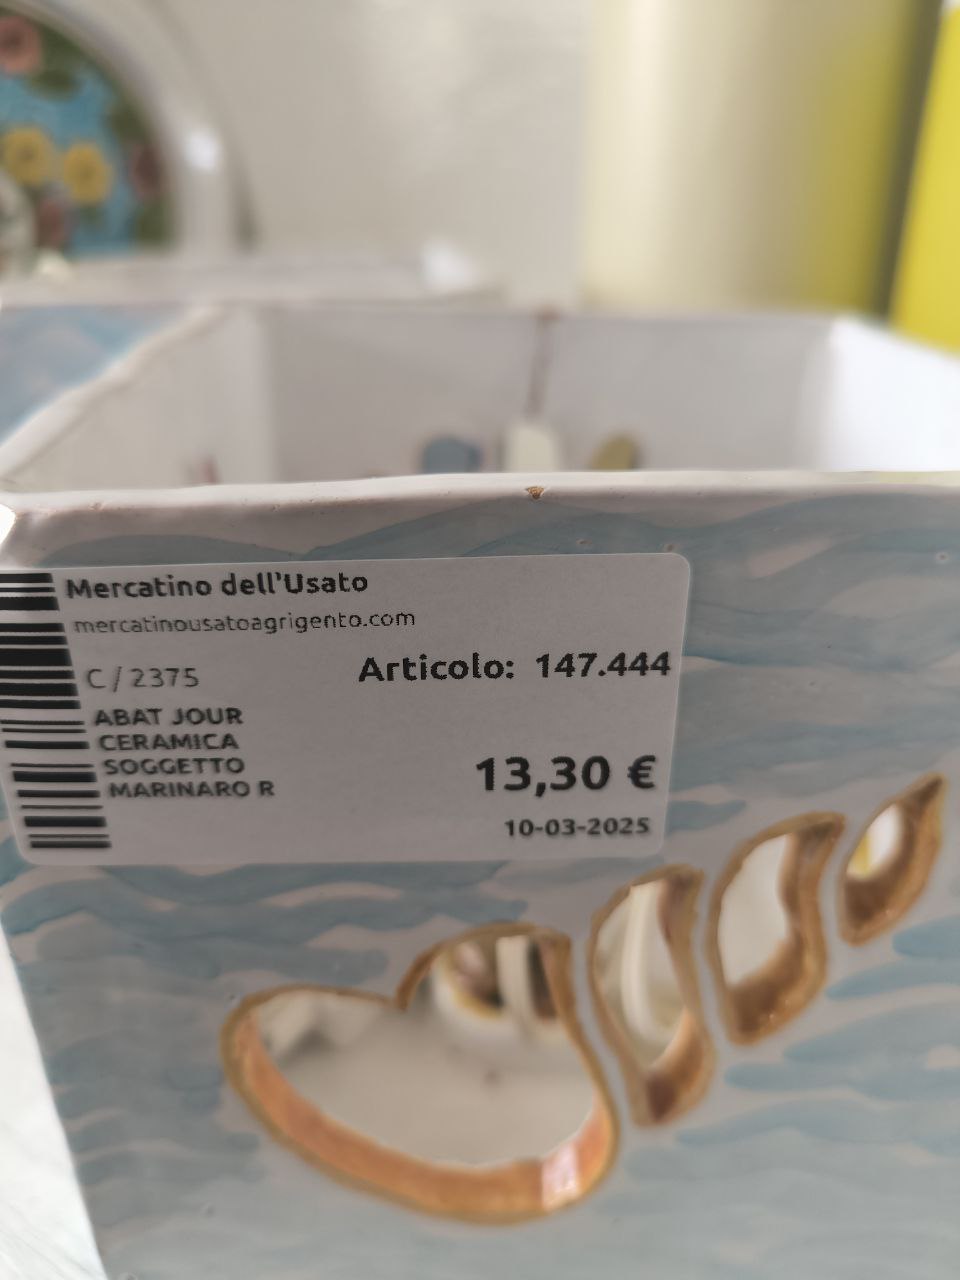 Mercatino dell'Usato
mercatinousatoagrigento.com
C / 2375
Articolo: 147.444
ABAT JOUR
CERAMICA
SOGGETTO
MARINARO R
13,30 €
10-03-2025